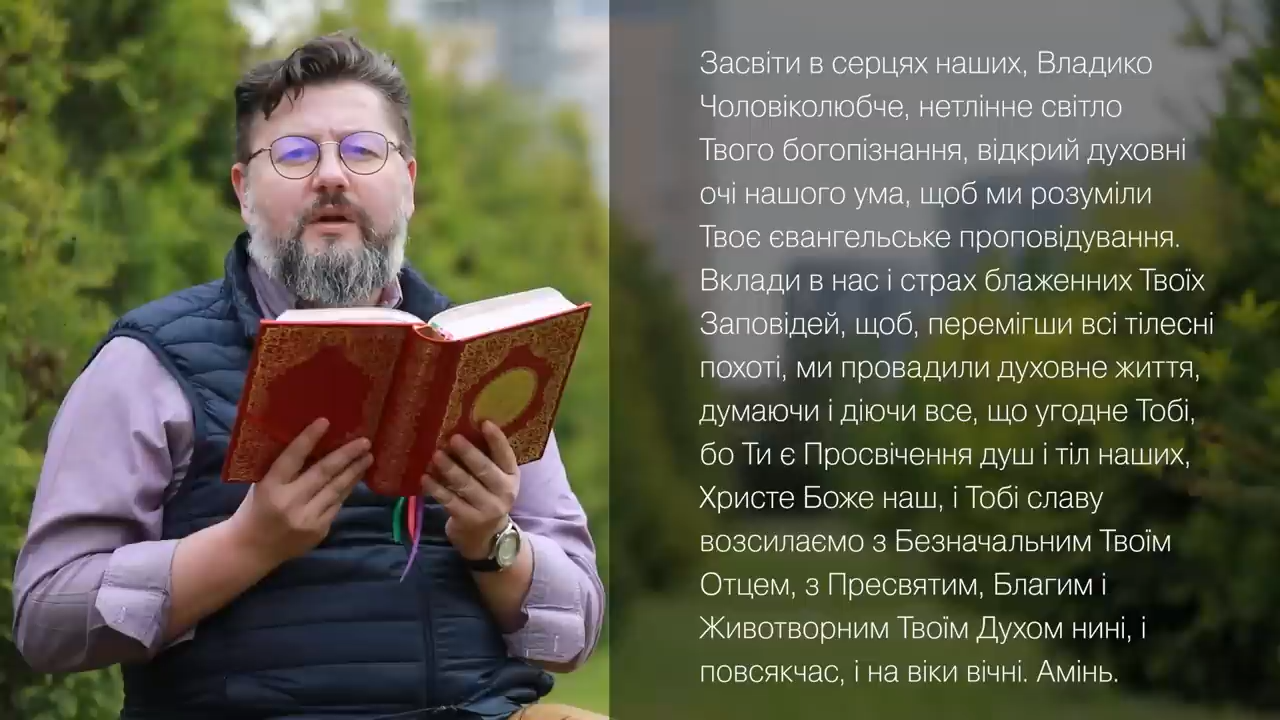 Засвіти в серцях наших, Владико
Чоловіколюбче, нетлінне світло
Твого богопізнання, відкрий духовні
очі нашого ума, щоб ми розуміли
Твоє євангельське проповідування.
Вклади в нас і страх блаженних Твоїх
Заповідей, щоб, перемігши всі тілесні
похоті, ми провадили духовне життя,
думаючи і діючи все, що угодне Тобі,
бо Ти є Просвічення душ і тіл наших,
Христе Боже наш, і Тобі славу
возсилаємо з Безначальним Твоїм
Отцем, з Пресвятим, Благим і
Животворним Твоїм Духом нині, і
повсякчас, і на віки вічні. Амінь.